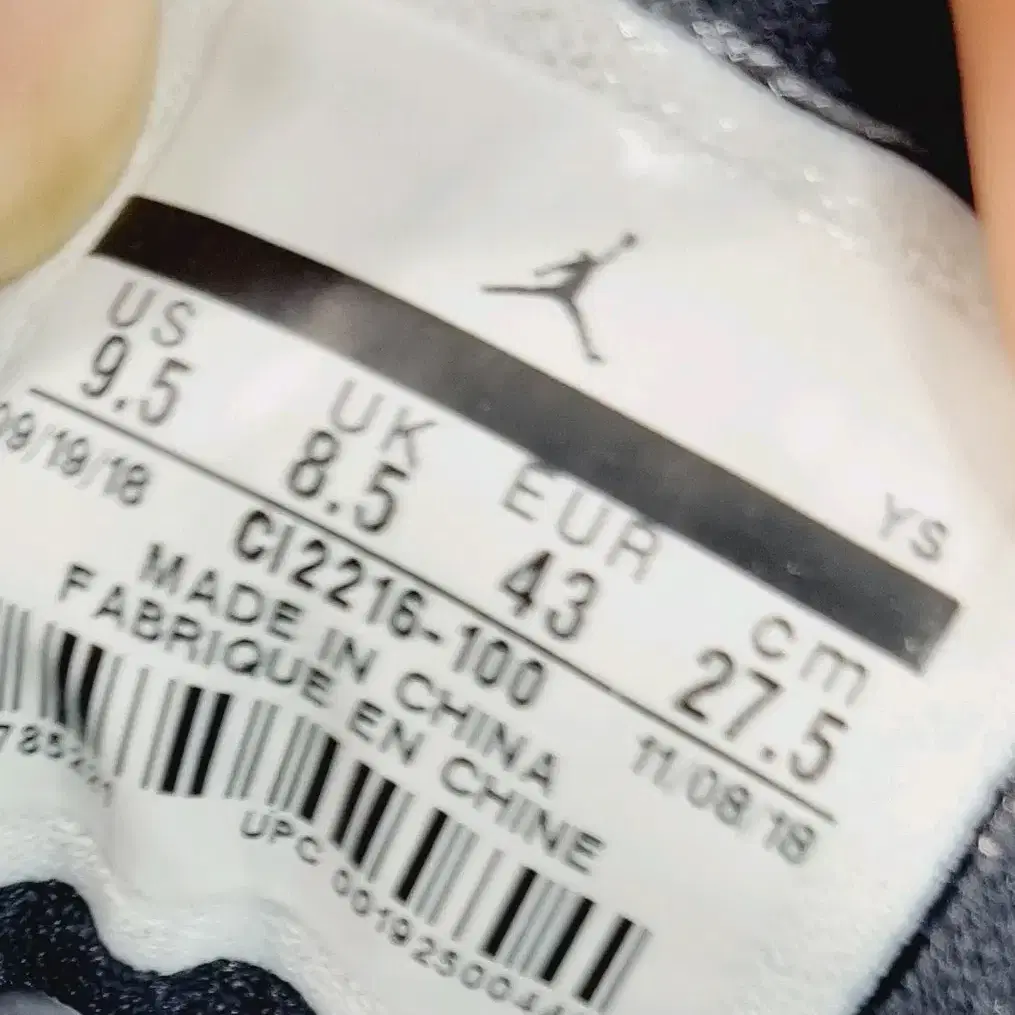 YS
US UK EUR cm
9.5 8.5 43 27.5
09/19/18 CI2216-100 11/08/18
MADE IN CHINA
FABRIQUE EN CHINE
UPC